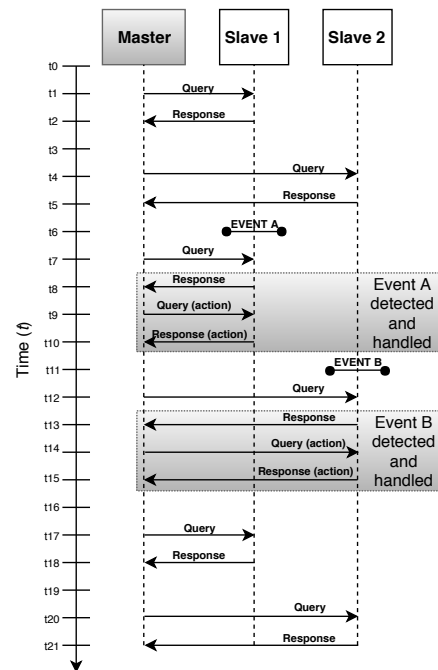 Master
Slave 1
Slave 2
t0
t1
Query
t2
Response
t3
t4
Query
t5
Response
t6
EVENT A
t7
Query
t8
Response
Event A
detected
and
handled
t9
Query (action)
t10
Response (action)
t11
EVENT B
t12
Query
t13
Response
Event B
detected
and
handled
t14
Query (action)
t15
Response (action)
t16
t17
Query
t18
Response
t19
t20
Query
t21
Response
Time (t)